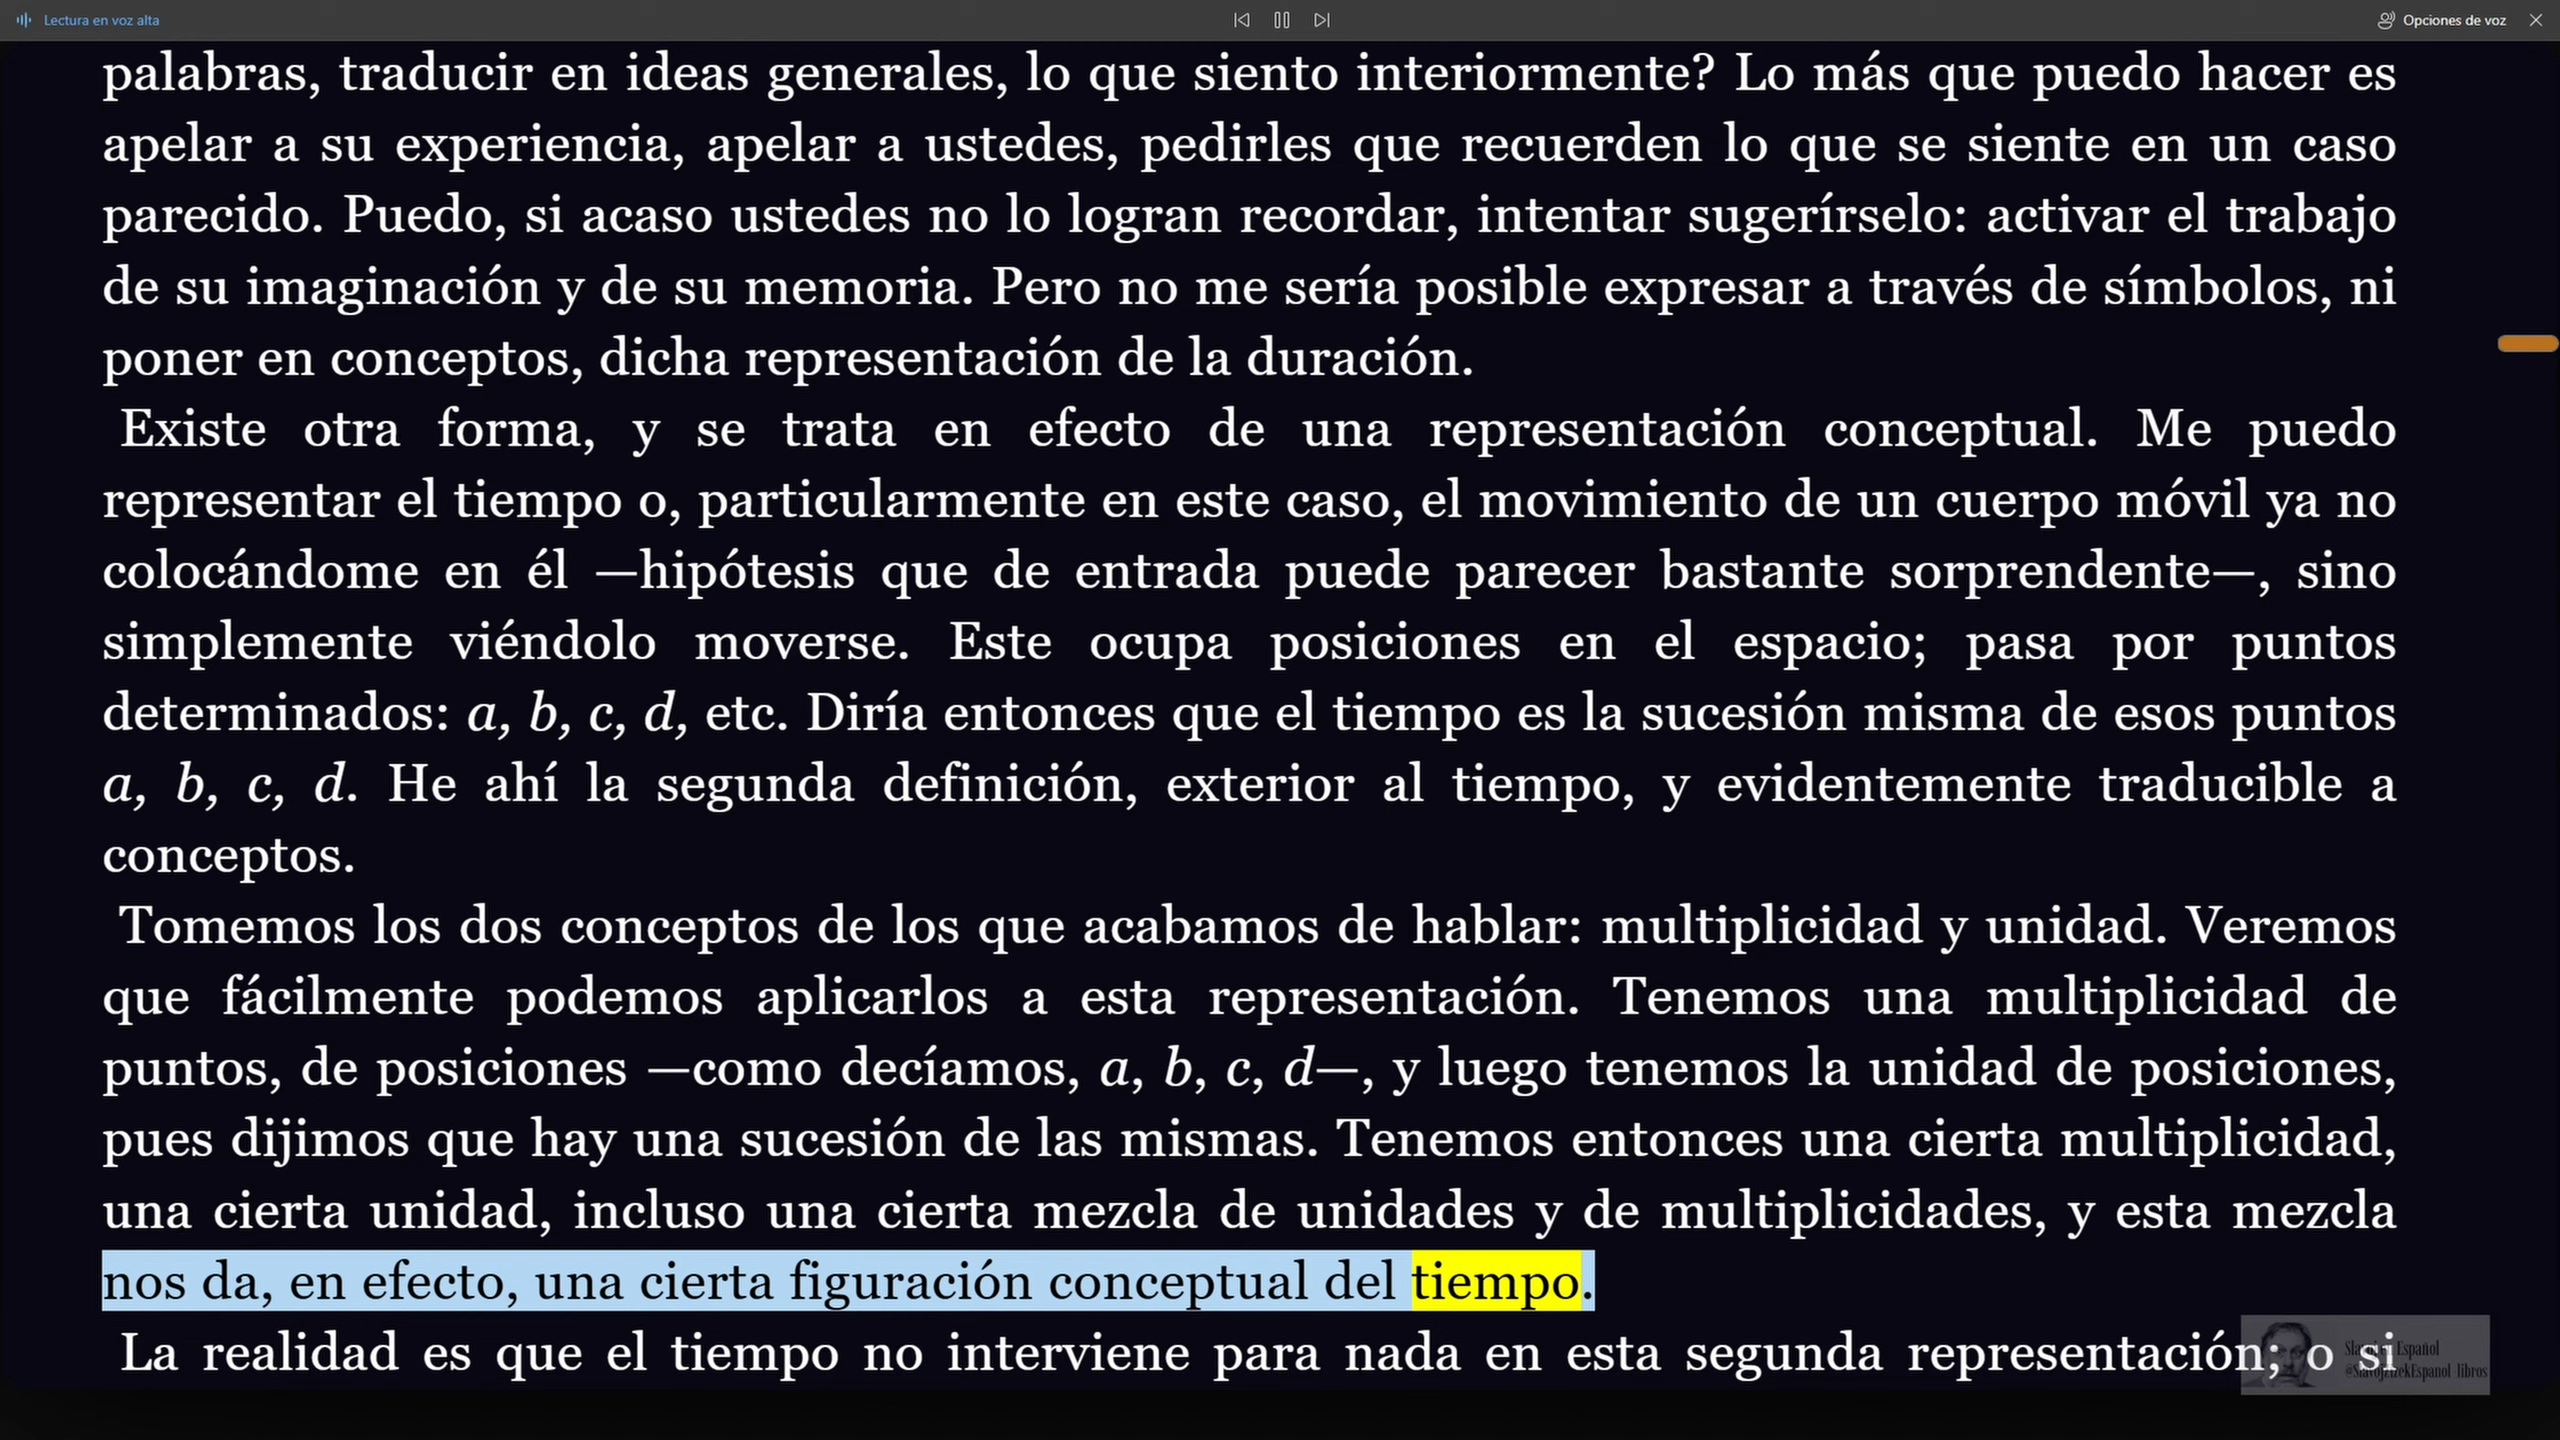 Lectura en voz alta
Opciones de voz
palabras, traducir en ideas generales, lo que siento interiormente? Lo más que puedo hacer es
apelar a su experiencia, apelar a ustedes, pedirles que recuerden lo que se siente en un caso
parecido. Puedo, si acaso ustedes no lo logran recordar, intentar sugerírselo: activar el trabajo
de su imaginación y de su memoria. Pero no me sería posible expresar a través de símbolos, ni
poner en conceptos, dicha representación de la duración.
Existe otra forma, y se trata en efecto de una representación conceptual. Me puedo
representar el tiempo o, particularmente en este caso, el movimiento de un cuerpo móvil ya no
colocándome en él —hipótesis que de entrada puede parecer bastante sorprendente—, sino
simplemente viéndolo moverse. Este ocupa posiciones en el espacio; pasa por puntos
determinados: a, b, c, d, etc. Diría entonces que el tiempo es la sucesión misma de esos puntos
a, b, c, d. He ahí la segunda definición, exterior al tiempo, y evidentemente traducible a
conceptos.
Tomemos los dos conceptos de los que acabamos de hablar: multiplicidad y unidad. Veremos
que fácilmente podemos aplicarlos a esta representación. Tenemos una multiplicidad de
puntos, de posiciones —como decíamos, a, b, c, d—, y luego tenemos la unidad de posiciones,
pues dijimos que hay una sucesión de las mismas. Tenemos entonces una cierta multiplicidad,
una cierta unidad, incluso una cierta mezcla de unidades y de multiplicidades, y esta mezcla
nos da, en efecto, una cierta figuración conceptual del tiempo.
La realidad es que el tiempo no interviene para nada en esta segunda representación; o si
Español
@SlavojZizekEspanol-libros